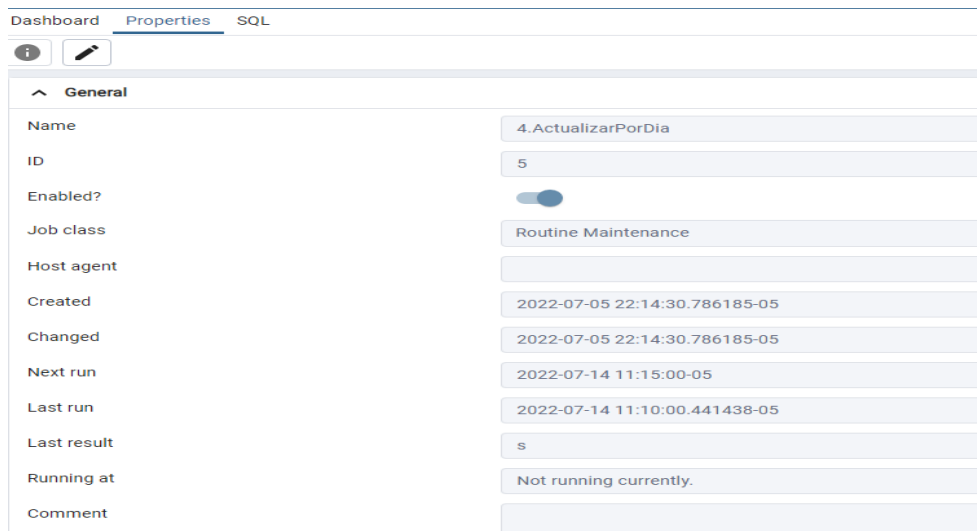 Dashboard Properties SQL
General
Name 4.ActualizarPorDia
ID 5
Enabled?
Job class Routine Maintenance
Host agent
Created 2022-07-05 22:14:30.786185-05
Changed 2022-07-05 22:14:30.786185-05
Next run 2022-07-14 11:15:00-05
Last run 2022-07-14 11:10:00.441438-05
Last result s
Running at Not running currently.
Comment